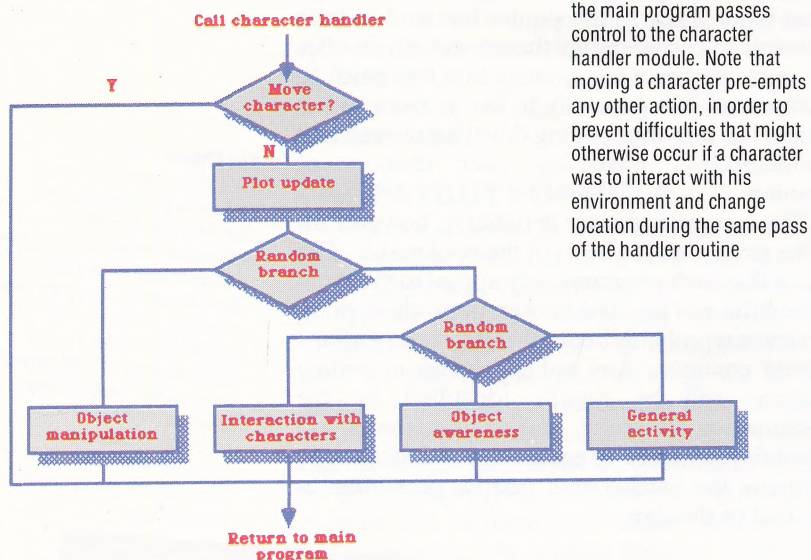 Call character handler
Move
character?
Y
N
Plot update
Random
branch
Random
branch
Object
manipulation
Interaction with
characters
Object
awareness
General
activity
Return to main
program
the main program passes
control to the character
handler module. Note that
moving a character pre-empts
any other action, in order to
prevent difficulties that might
otherwise occur if a character
was to interact with his
environment and change
location during the same pass
of the handler routine